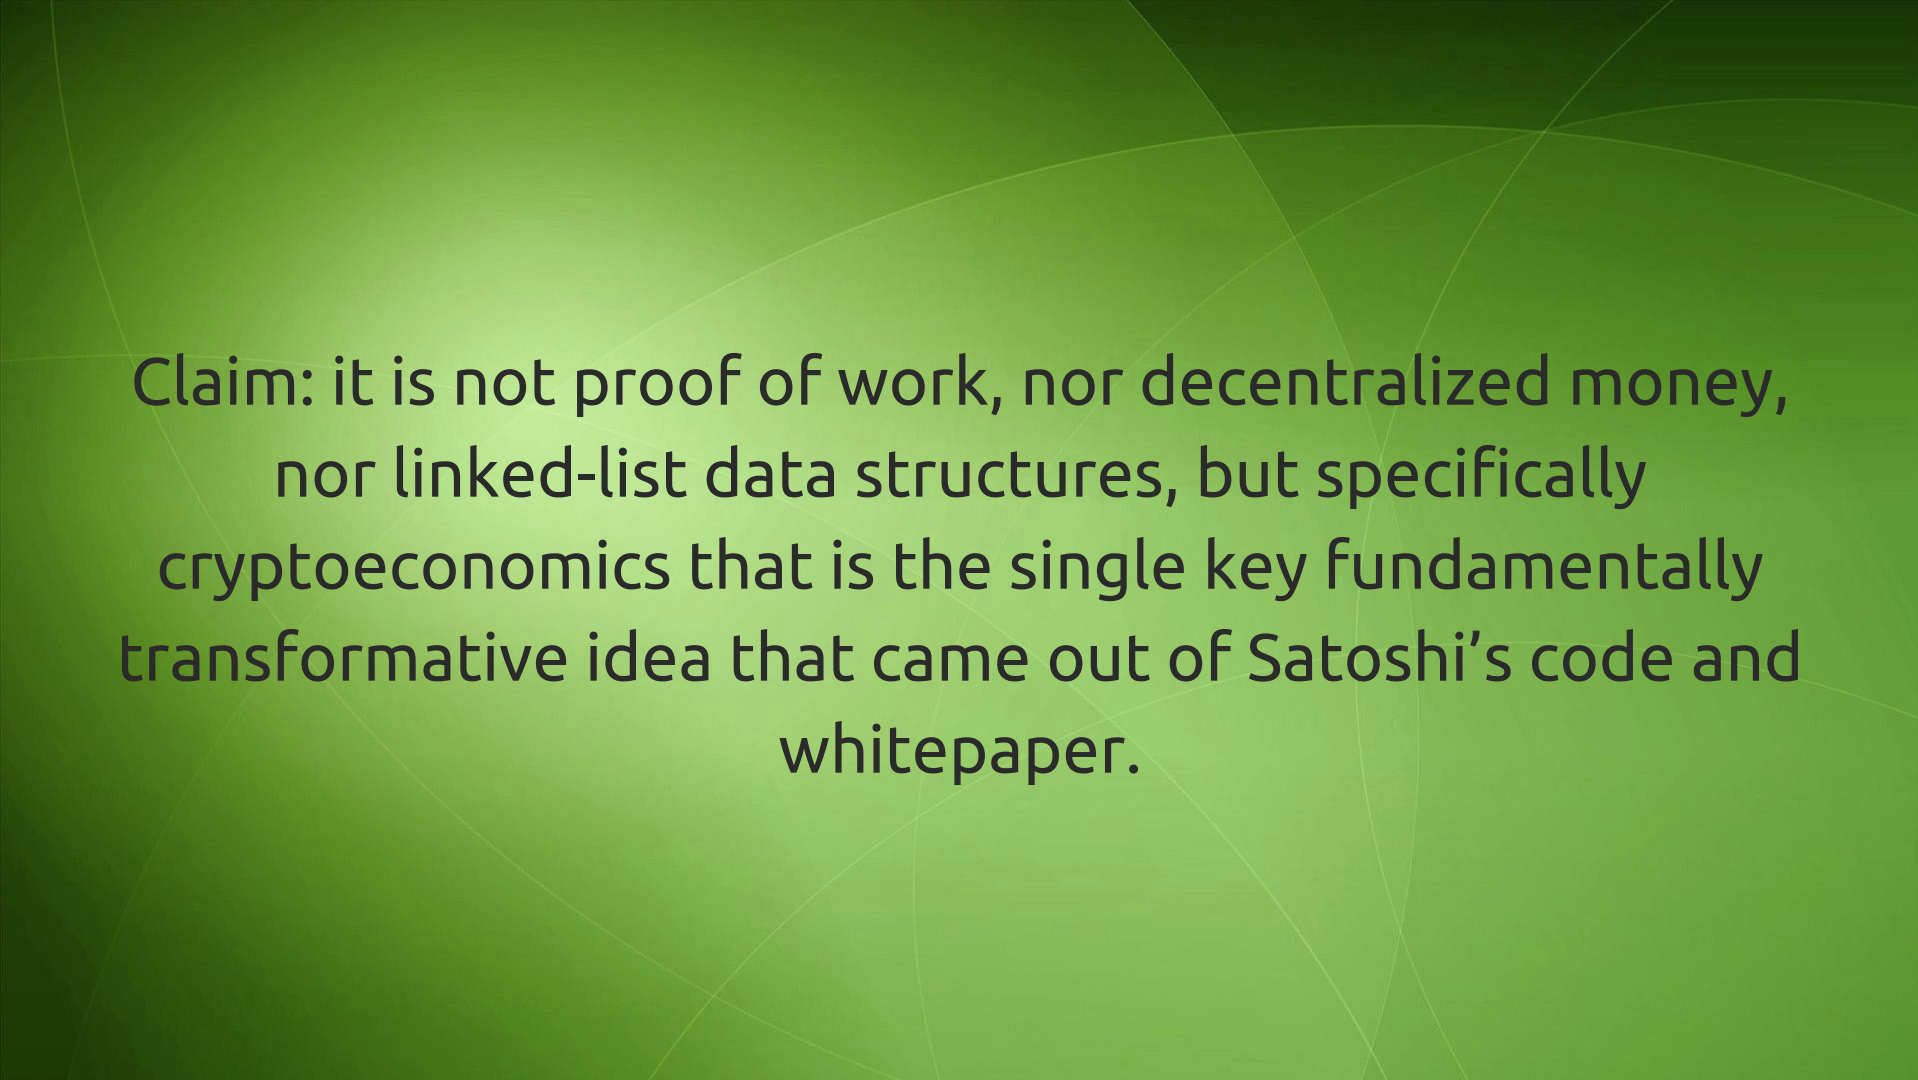 Claim: it is not proof of work, nor decentralized money,
nor linked-list data structures, but specifically
cryptoeconomics that is the single key fundamentally
transformative idea that came out of Satoshi’s code and
whitepaper.